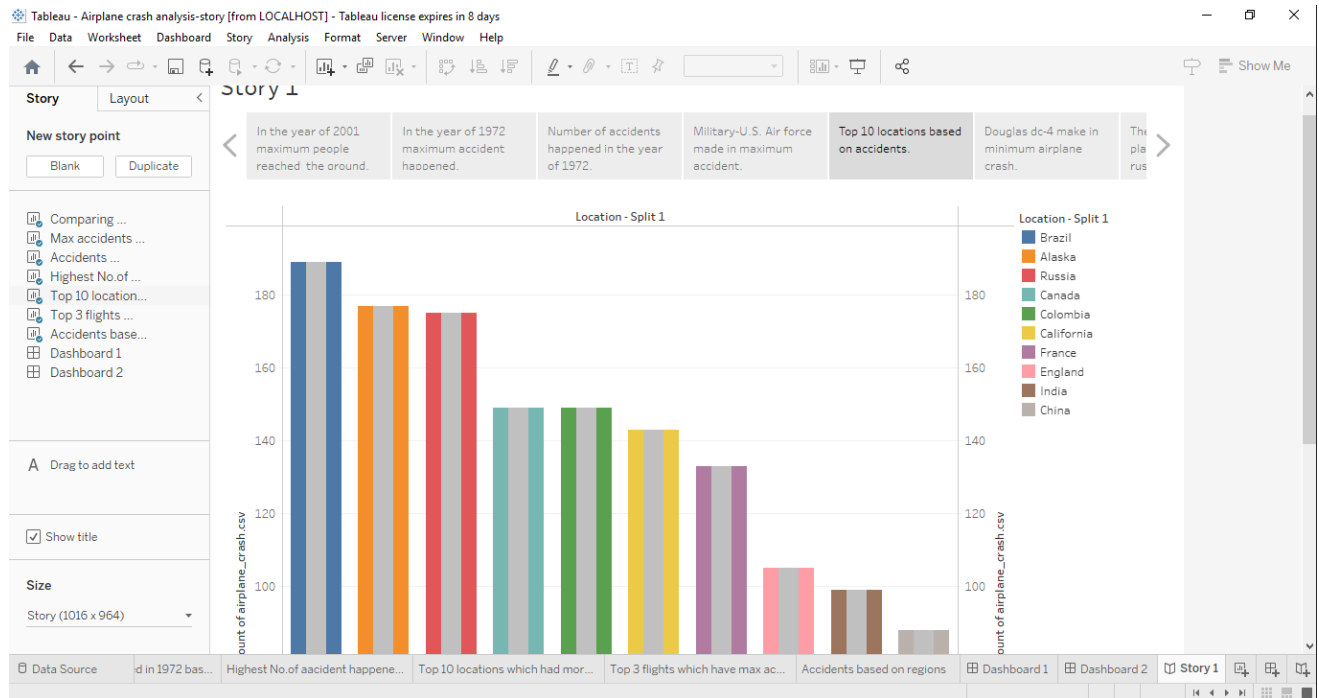 Tableau - Airplane crash analysis-story [from LOCALHOST] - Tableau license expires in 8 days
File Data Worksheet Dashboard Story Analysis Format Server Window Help
Show Me
Story Layout
New story point
Blank Duplicate
Comparing ...
Max accidents ...
Accidents ...
Highest No.of ...
Top 10 location...
Top 3 flights ...
Accidents base...
Dashboard 1
Dashboard 2
A Drag to add text
Show title
Size
Story (1016 x 964)
Story 1
In the year of 2001
maximum people
reached the ground.
In the year of 1972
maximum accident
happened.
Number of accidents
happened in the year
of 1972.
Military-U.S. Air force
made in maximum
accident.
Top 10 locations based
on accidents.
Douglas dc-4 make in
minimum airplane
crash.
The
pla
rus
Location - Split 1
180
160
140
120
100
ount of airplane_crash.csv
180
160
140
120
100
ount of airplane_crash.csv
Location - Split 1
Brazil
Alaska
Russia
Canada
Colombia
California
France
England
India
China
Data Source d in 1972 bas... Highest No.of aacident happene... Top 10 locations which had mor... Top 3 flights which have max ac... Accidents based on regions Dashboard 1 Dashboard 2 Story 1